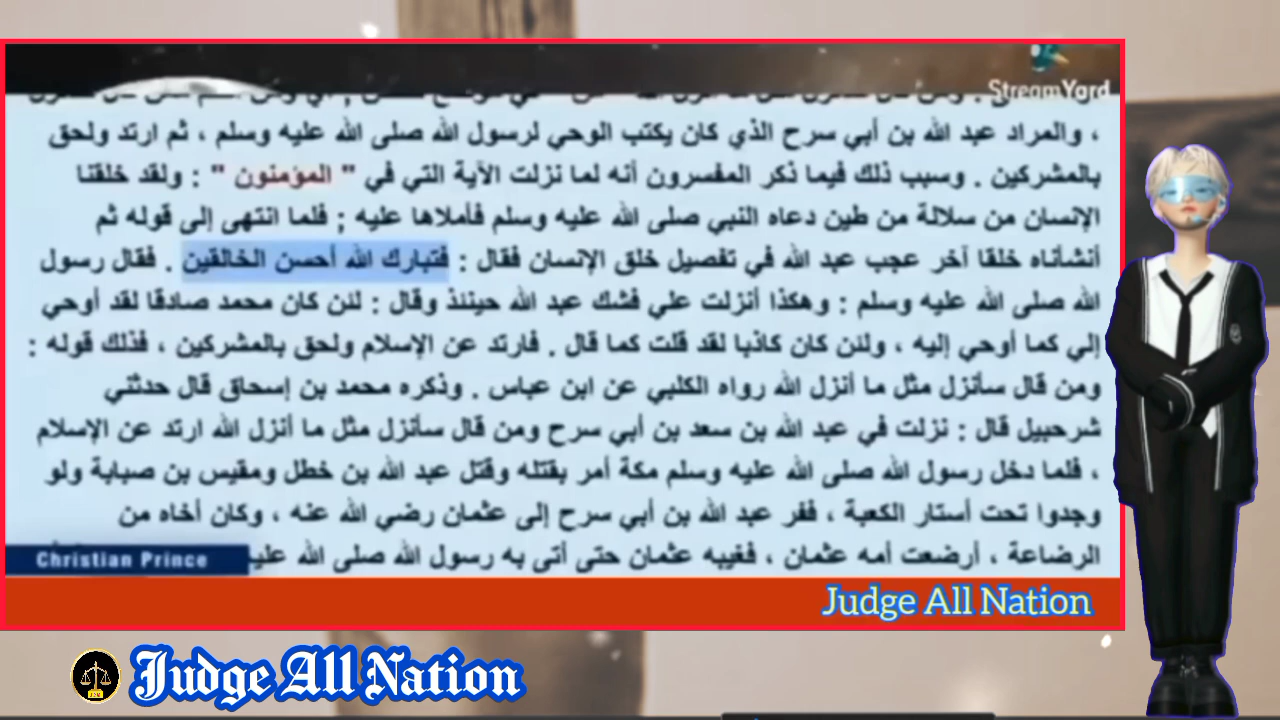 StreamYard
، والمراد عبد الله بن أبي سرح الذي كان يكتب الوحي لرسول الله صلى الله عليه وسلم ، ثم ارتد ولحق
بالمشركين . وسبب ذلك فيما ذكر المفسرون أنه لما نزلت الآية التي في " المؤمنون " : ولقد خلقنا
الإنسان من سلالة من طين دعاه النبي صلى الله عليه وسلم فأملاها عليه ; فلما انتهى إلى قوله ثم
أنشأناه خلقا آخر عجب عبد الله في تفصيل خلق الإنسان فقال : فتبارك الله أحسن الخالقين . فقال رسول
الله صلى الله عليه وسلم : وهكذا أنزلت علي فشك عبد الله حينئذ وقال : لئن كان محمد صادقا لقد أوحي
إلي كما أوحي إليه ، ولئن كان كاذبا لقد قلت كما قال . فارتد عن الإسلام ولحق بالمشركين ، فذلك قوله :
ومن قال سأنزل مثل ما أنزل الله رواه الكلبي عن ابن عباس . وذكره محمد بن إسحاق قال حدثني
شرحبيل قال : نزلت في عبد الله بن سعد بن أبي سرح ومن قال سأنزل مثل ما أنزل الله ارتد عن الإسلام
، فلما دخل رسول الله صلى الله عليه وسلم مكة أمر بقتله وقتل عبد الله بن خطل ومقيس بن صبابة ولو
وجدوا تحت أستار الكعبة ، ففر عبد الله بن أبي سرح إلى عثمان رضي الله عنه ، وكان أخاه من
الرضاعة ، أرضعت أمه عثمان ، فغيبه عثمان حتى أتى به رسول الله صلى الله
Christian Prince
Judge All Nation
Judge All Nation